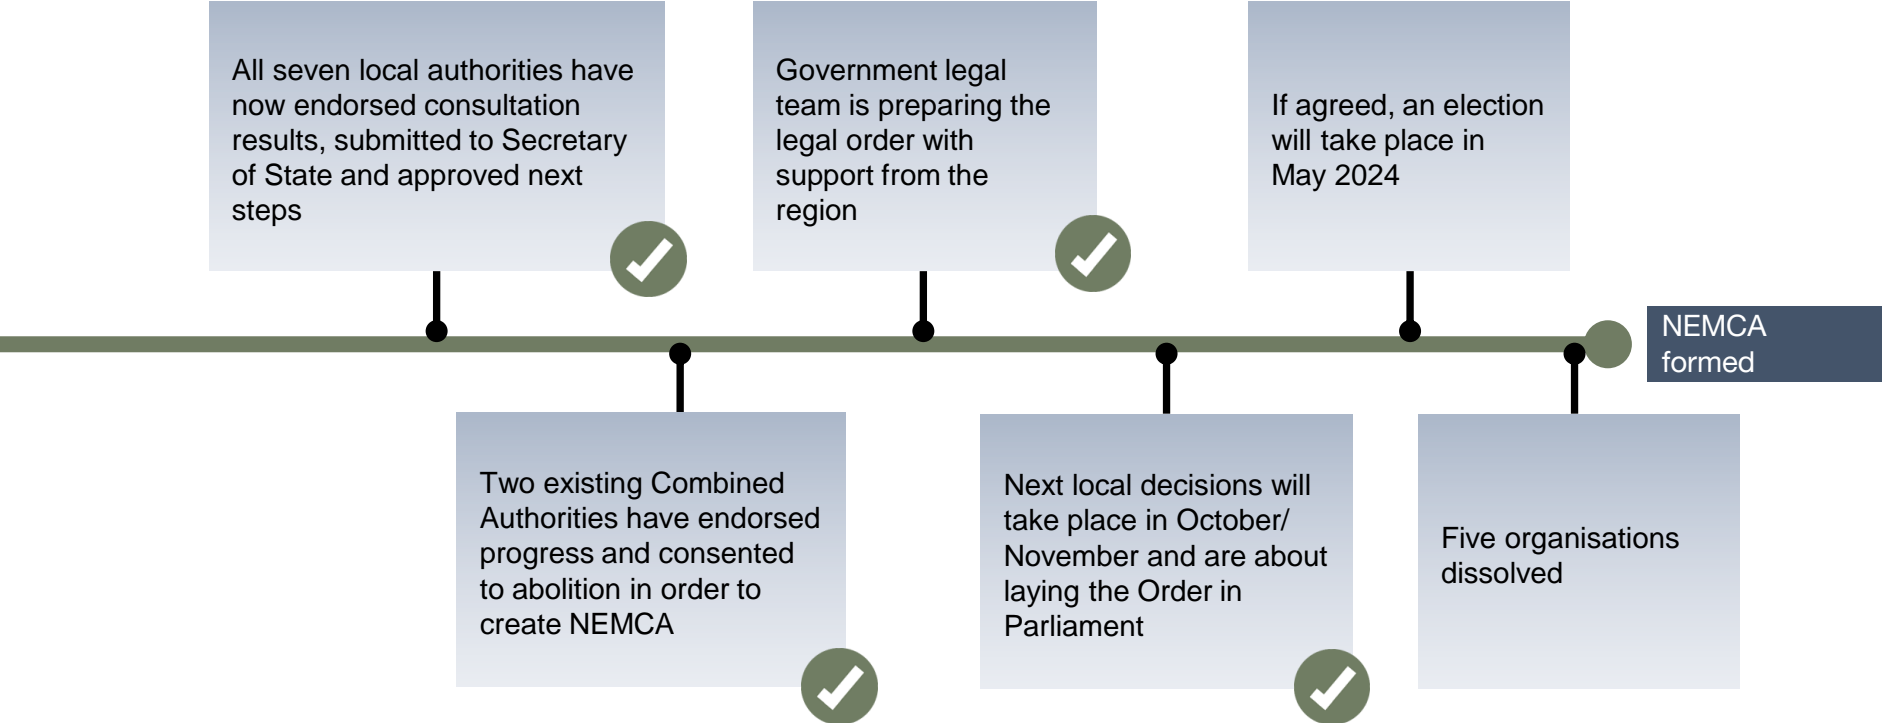 All seven local authorities have
now endorsed consultation
results, submitted to Secretary
of State and approved next
steps
Two existing Combined
Authorities have endorsed
progress and consented
to abolition in order to
create NEMCA
Government legal
team is preparing the
legal order with
support from the
region
Next local decisions will
take place in October/
November and are about
laying the Order in
Parliament
If agreed, an election
will take place in
May 2024
Five organisations
dissolved
NEMCA
formed